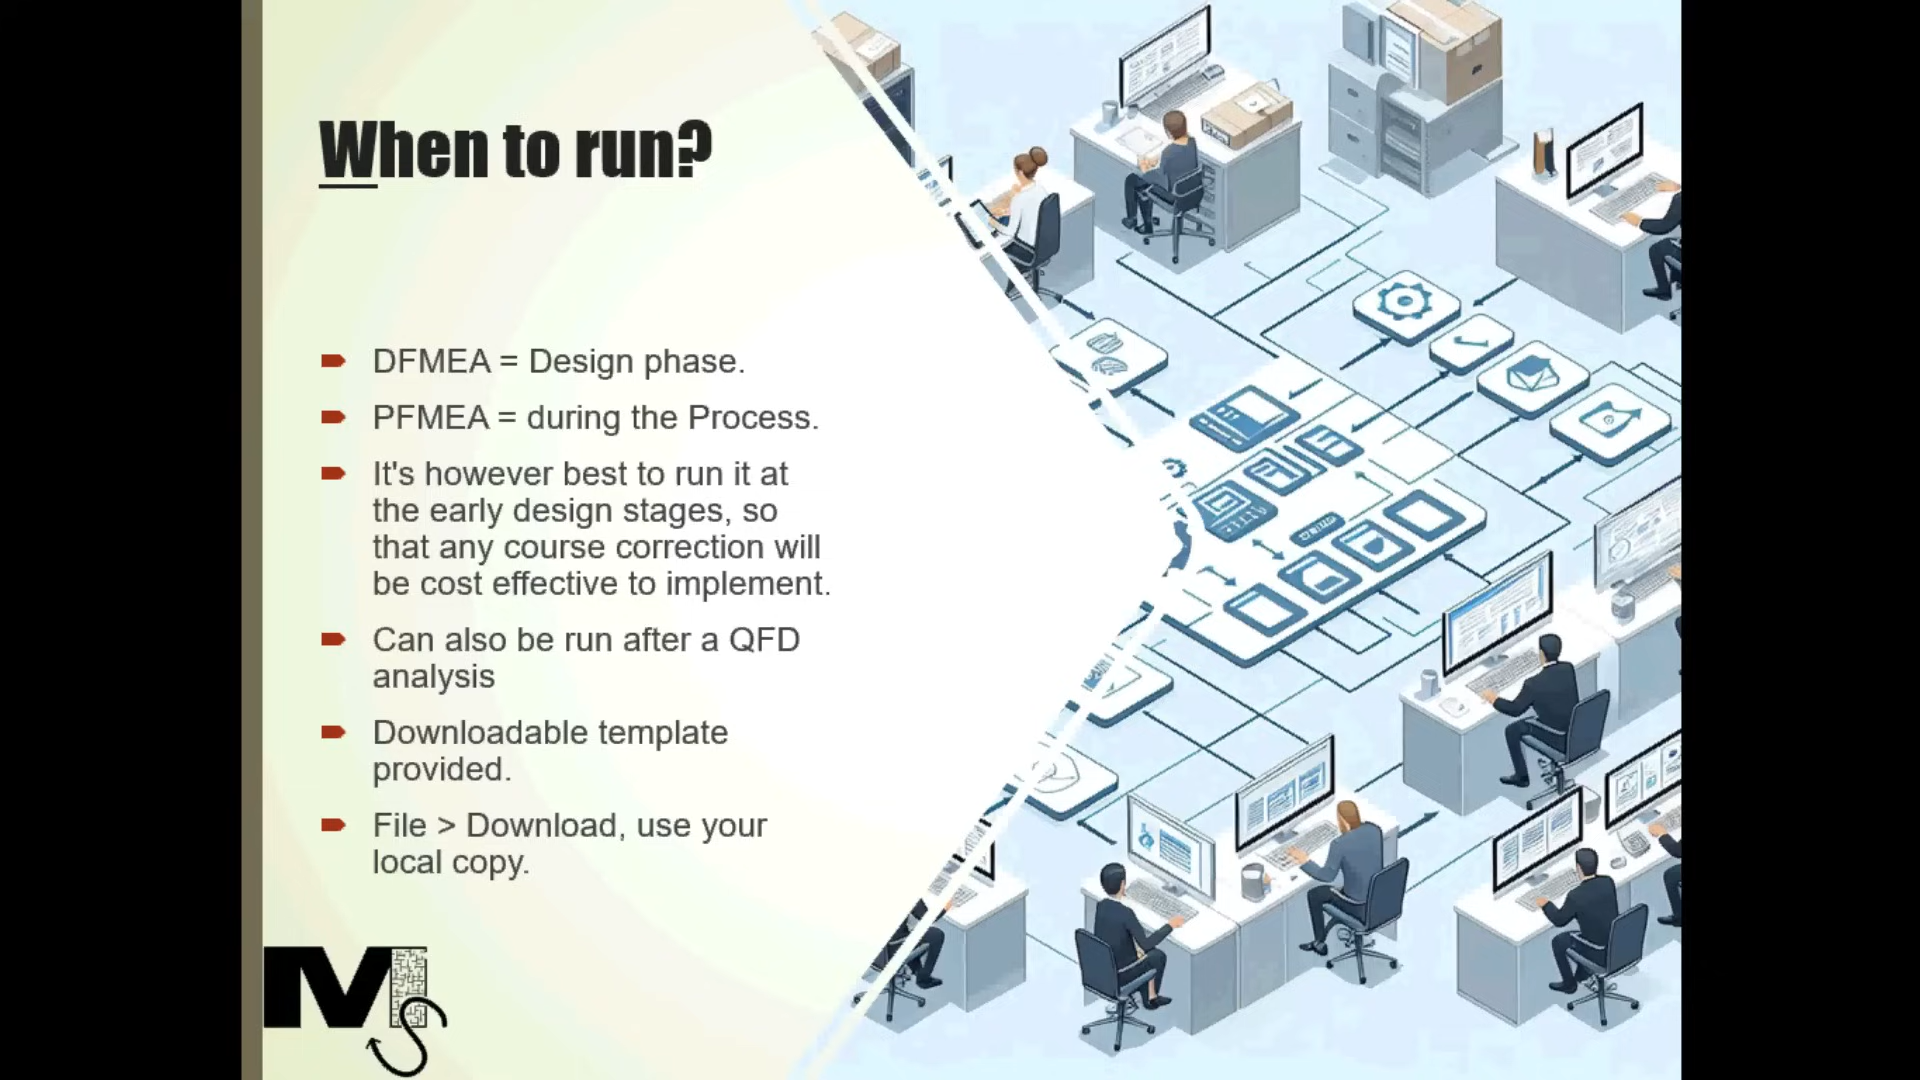 When to run?
DFMEA = Design phase.
PFMEA = during the Process.
It's however best to run it at
the early design stages, so
that any course correction will
be cost effective to implement.
Can also be run after a QFD
analysis
Downloadable template
provided.
File > Download, use your
local copy.